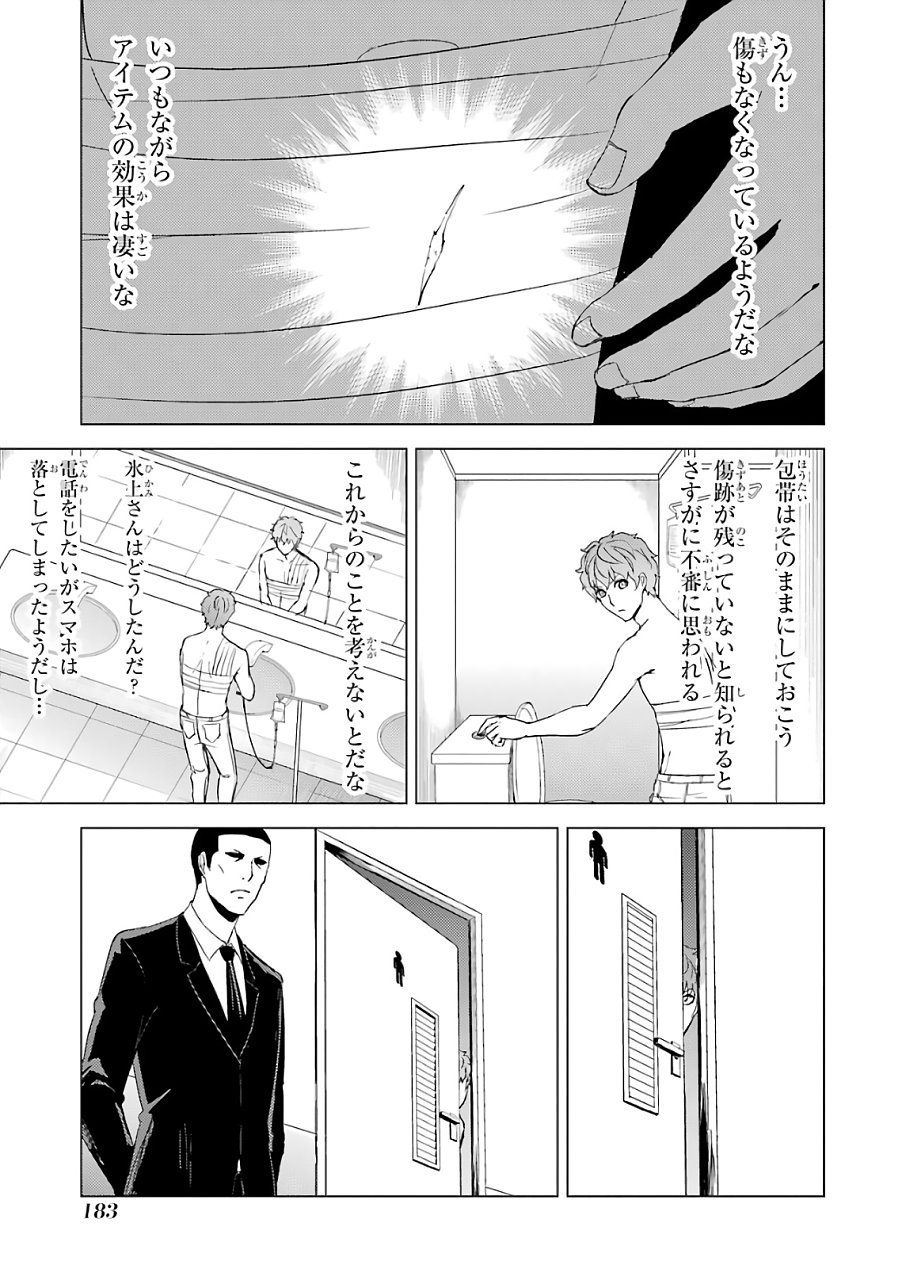 うん…
傷もなくなっているようだな
いつもながら
アイテムの効果は凄いな
包帯はそのままにしておこう
傷跡が残っていないと知られると
さすがに不審に思われる
これからのことを考えないとだな
氷上さんはどうしたんだ?
電話をしたいがスマホは
落としてしまったようだし…
183